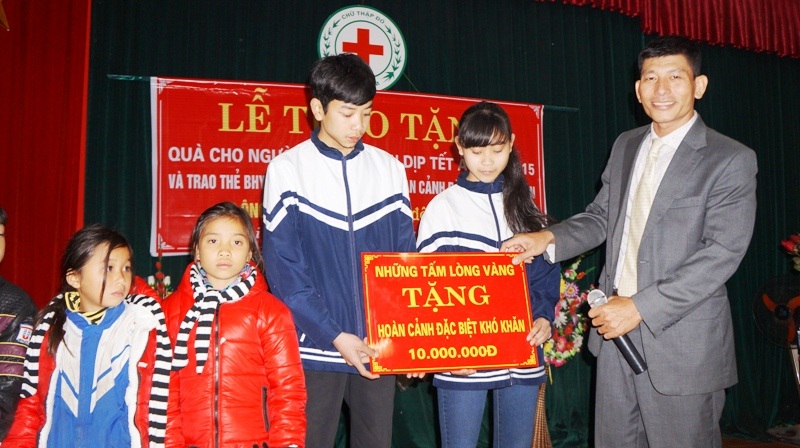 CHỮ THẬP ĐỎ
LỄ TRAO TẶNG
QUÀ CHO NGƯỜI DỊP TẾT 15
VÀ TRAO THẺ BHY CẢNH
NHỮNG TẤM LÒNG VÀNG
TẶNG
HOÀN CẢNH ĐẶC BIỆT KHÓ KHĂN
10.000.000Đ